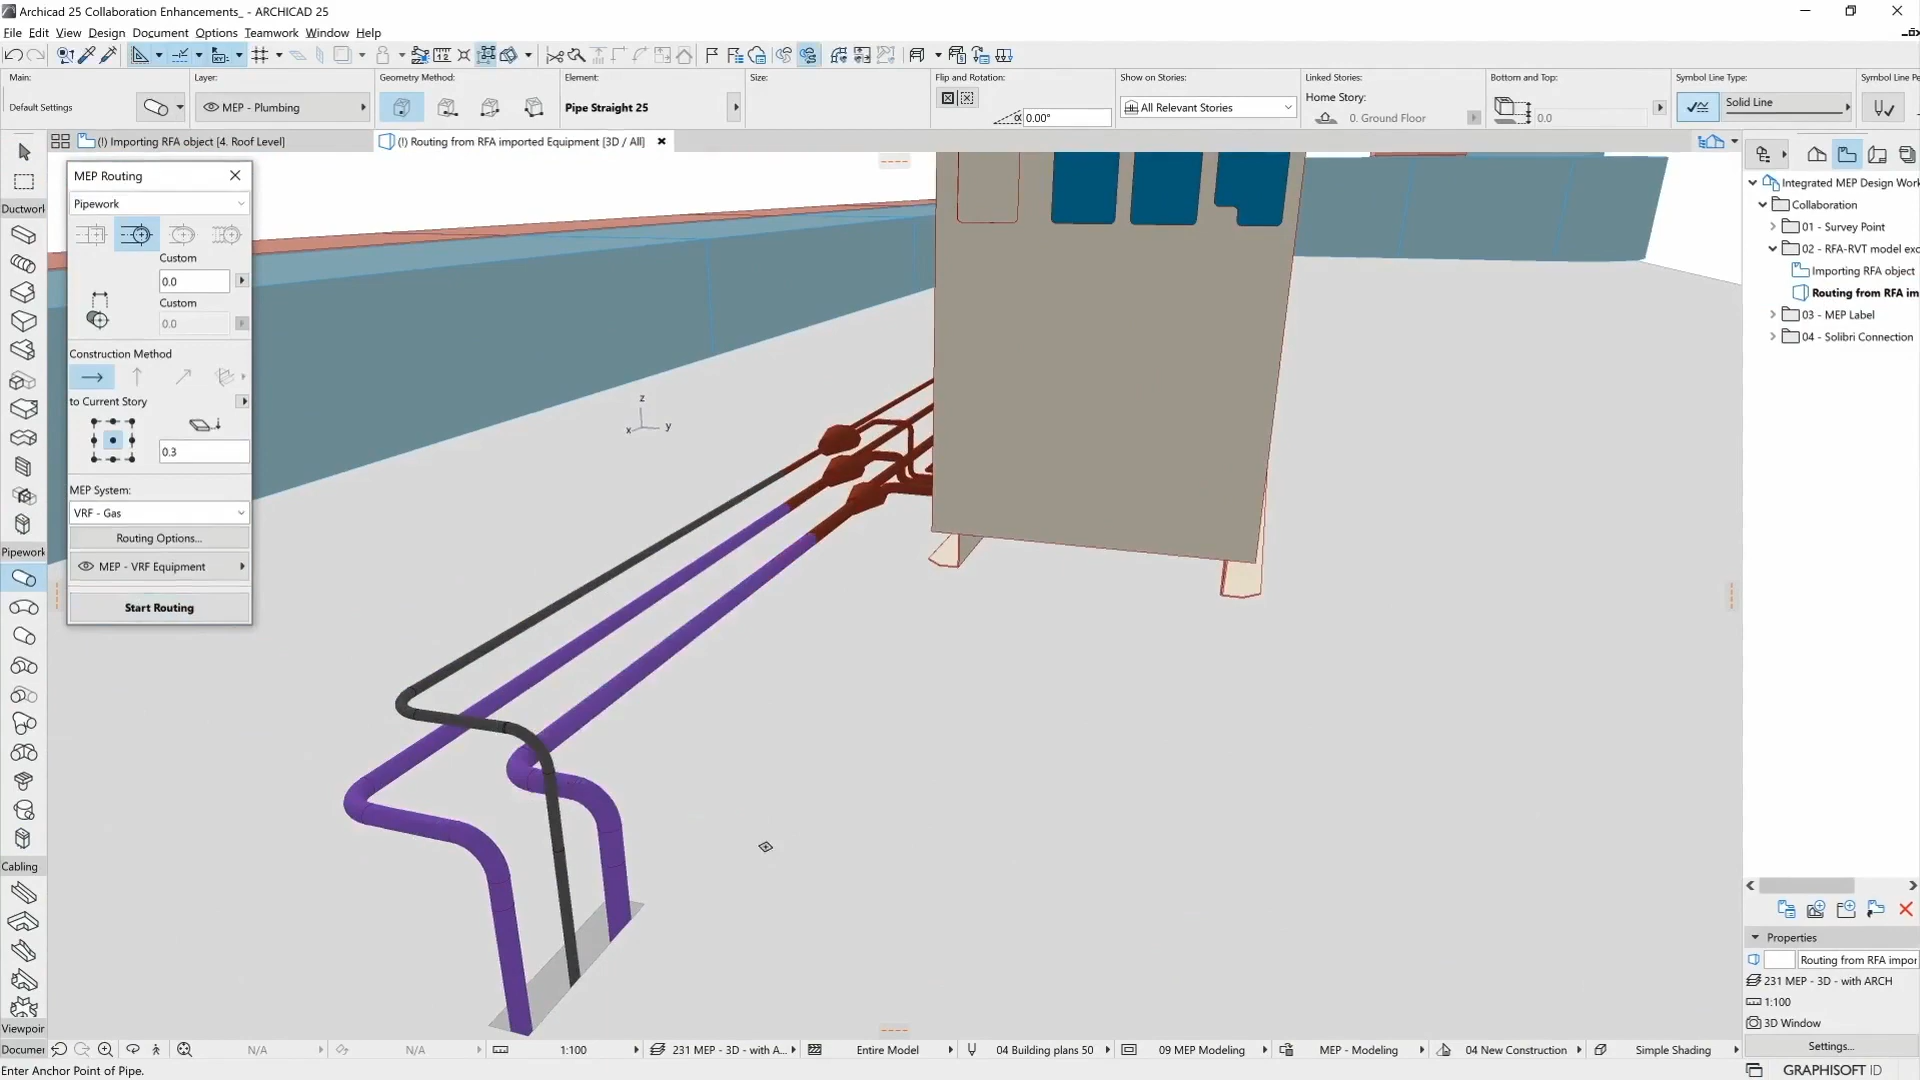 Archicad 25 Collaboration Enhancements_ - ARCHICAD 25
File Edit View Design Document Options Teamwork Window Help
Main: Layer: Geometry Method: Element: Size: Flip and Rotation: Show on Stories: Linked Stories: Bottom and Top: Symbol Line Type: Symbol Line Pe
Default Settings MEP - Plumbing Pipe Straight 25 α 0.00° All Relevant Stories Home Story: 0. Ground Floor 0.0 Solid Line
(!) Importing RFA object [4. Roof Level] (!) Routing from RFA imported Equipment [3D / All]
MEP Routing
Pipework
Custom
0.0
Custom
0.0
Construction Method
to Current Story
0.3
MEP System:
VRF - Gas
Routing Options...
MEP - VRF Equipment
Start Routing
Ductwork
Pipework
Cabling
Viewpoir
Documer
z
x
y
Integrated MEP Design Work
Collaboration
01 - Survey Point
02 - RFA-RVT model exc
Importing RFA object
Routing from RFA im
03 - MEP Label
04 - Solibri Connection
Properties
Routing from RFA impor
231 MEP - 3D - with ARCH
1:100
3D Window
Settings...
N/A N/A 1:100 231 MEP - 3D - with A... Entire Model 04 Building plans 50 09 MEP Modeling MEP - Modeling 04 New Construction Simple Shading
Enter Anchor Point of Pipe.
GRAPHISOFT ID